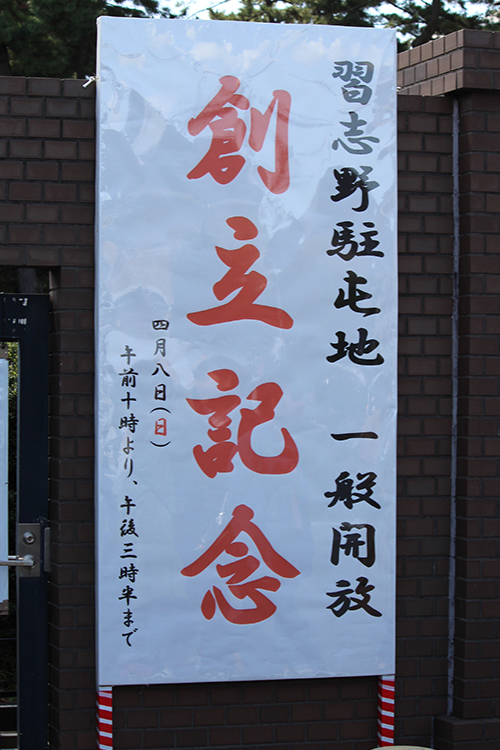 習志野駐屯地 一般開放
創立記念
四月八日(日)
午前十時より、午後三時半まで